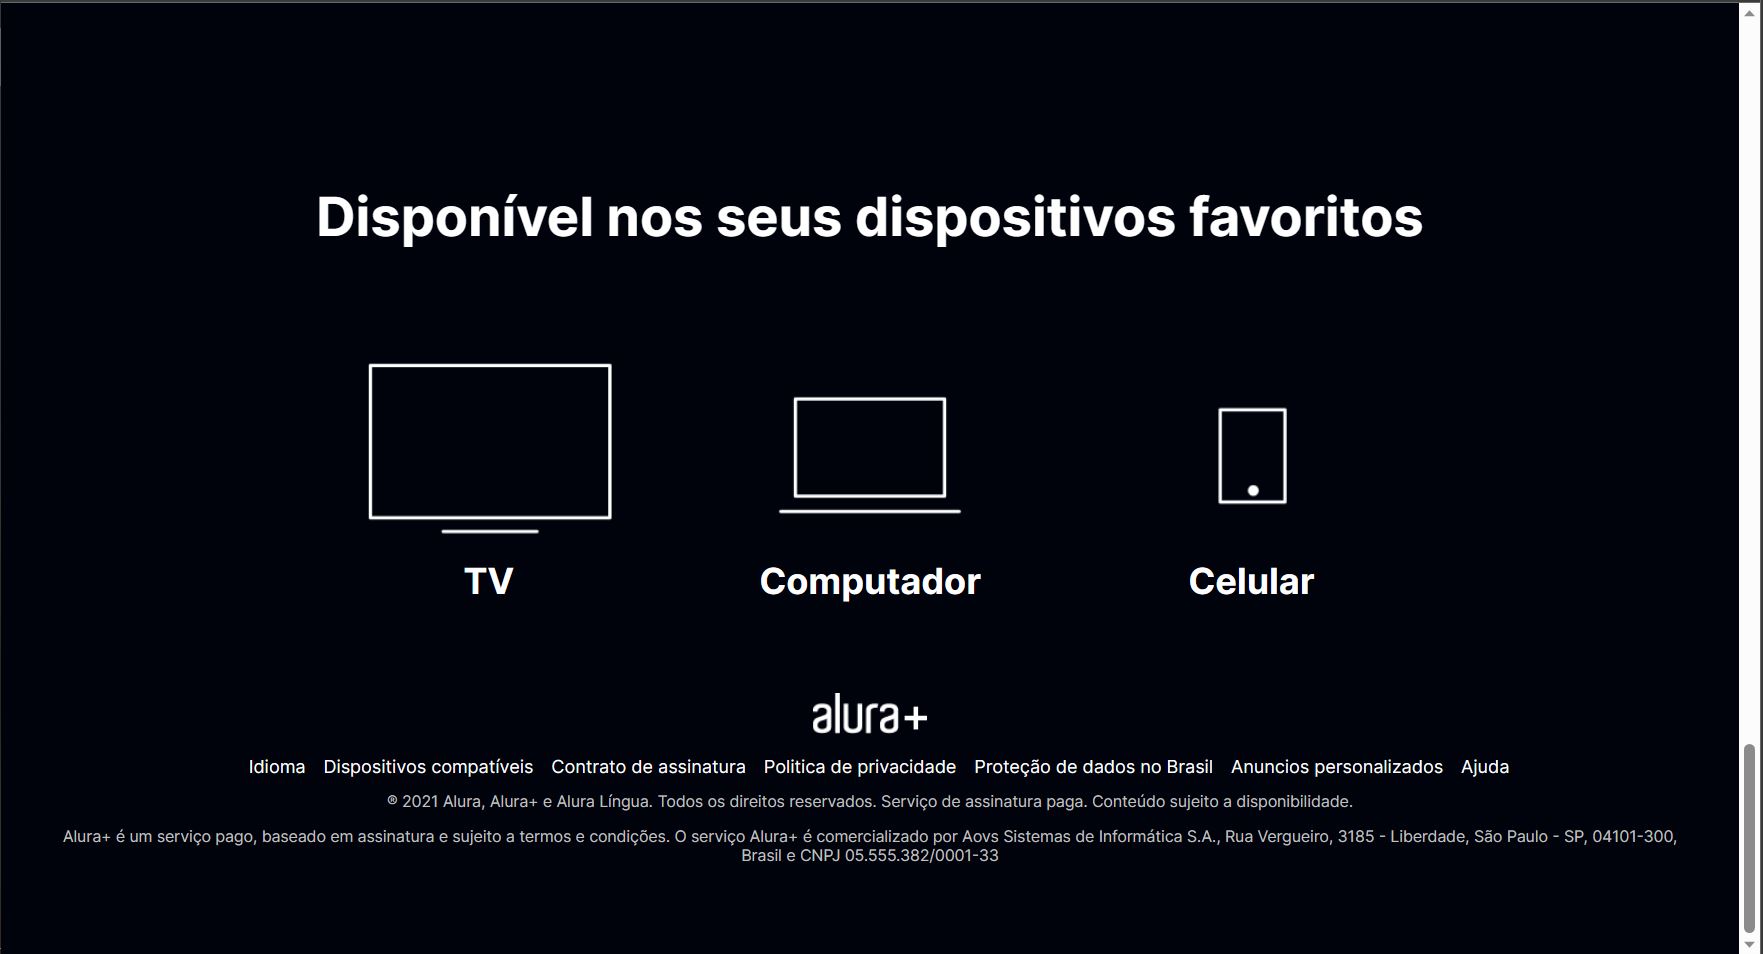 Disponível nos seus dispositivos favoritos
TV
Computador
Celular
alura+
Idioma Dispositivos compatíveis Contrato de assinatura Politica de privacidade Proteção de dados no Brasil Anuncios personalizados Ajuda
® 2021 Alura, Alura+ e Alura Língua. Todos os direitos reservados. Serviço de assinatura paga. Conteúdo sujeito a disponibilidade.
Alura+ é um serviço pago, baseado em assinatura e sujeito a termos e condições. O serviço Alura+ é comercializado por Aovs Sistemas de Informática S.A., Rua Vergueiro, 3185 - Liberdade, São Paulo - SP, 04101-300,
Brasil e CNPJ 05.555.382/0001-33